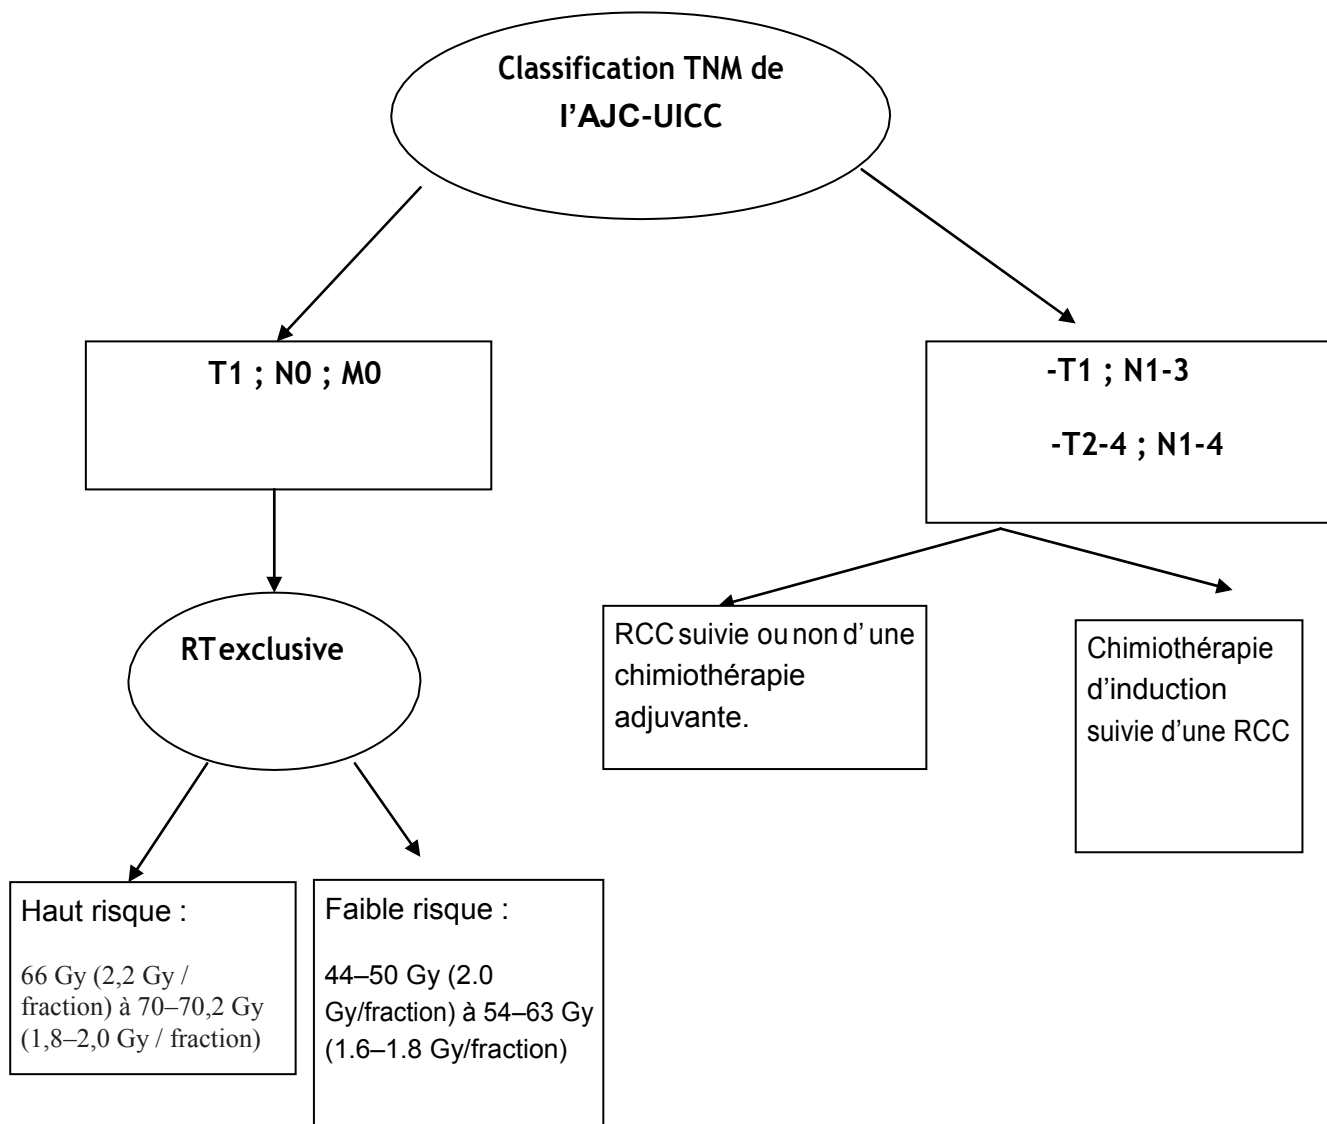 Classification TNM de
l'AJC-UICC
T1 ; N0 ; M0
-T1 ; N1-3
-T2-4 ; N1-4
RT exclusive
RCC suivie ou non d' une
chimiothérapie
adjuvante.
Chimiothérapie
d'induction
suivie d'une RCC
Haut risque :
66 Gy (2,2 Gy /
fraction) à 70–70,2 Gy
(1,8–2,0 Gy / fraction)
Faible risque :
44–50 Gy (2.0
Gy/fraction) à 54–63 Gy
(1.6–1.8 Gy/fraction)